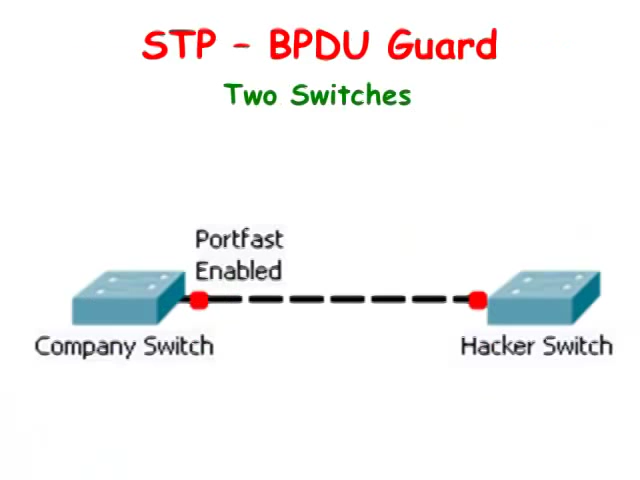 STP – BPDU Guard
Two Switches
Portfast
Enabled
Company Switch
Hacker Switch